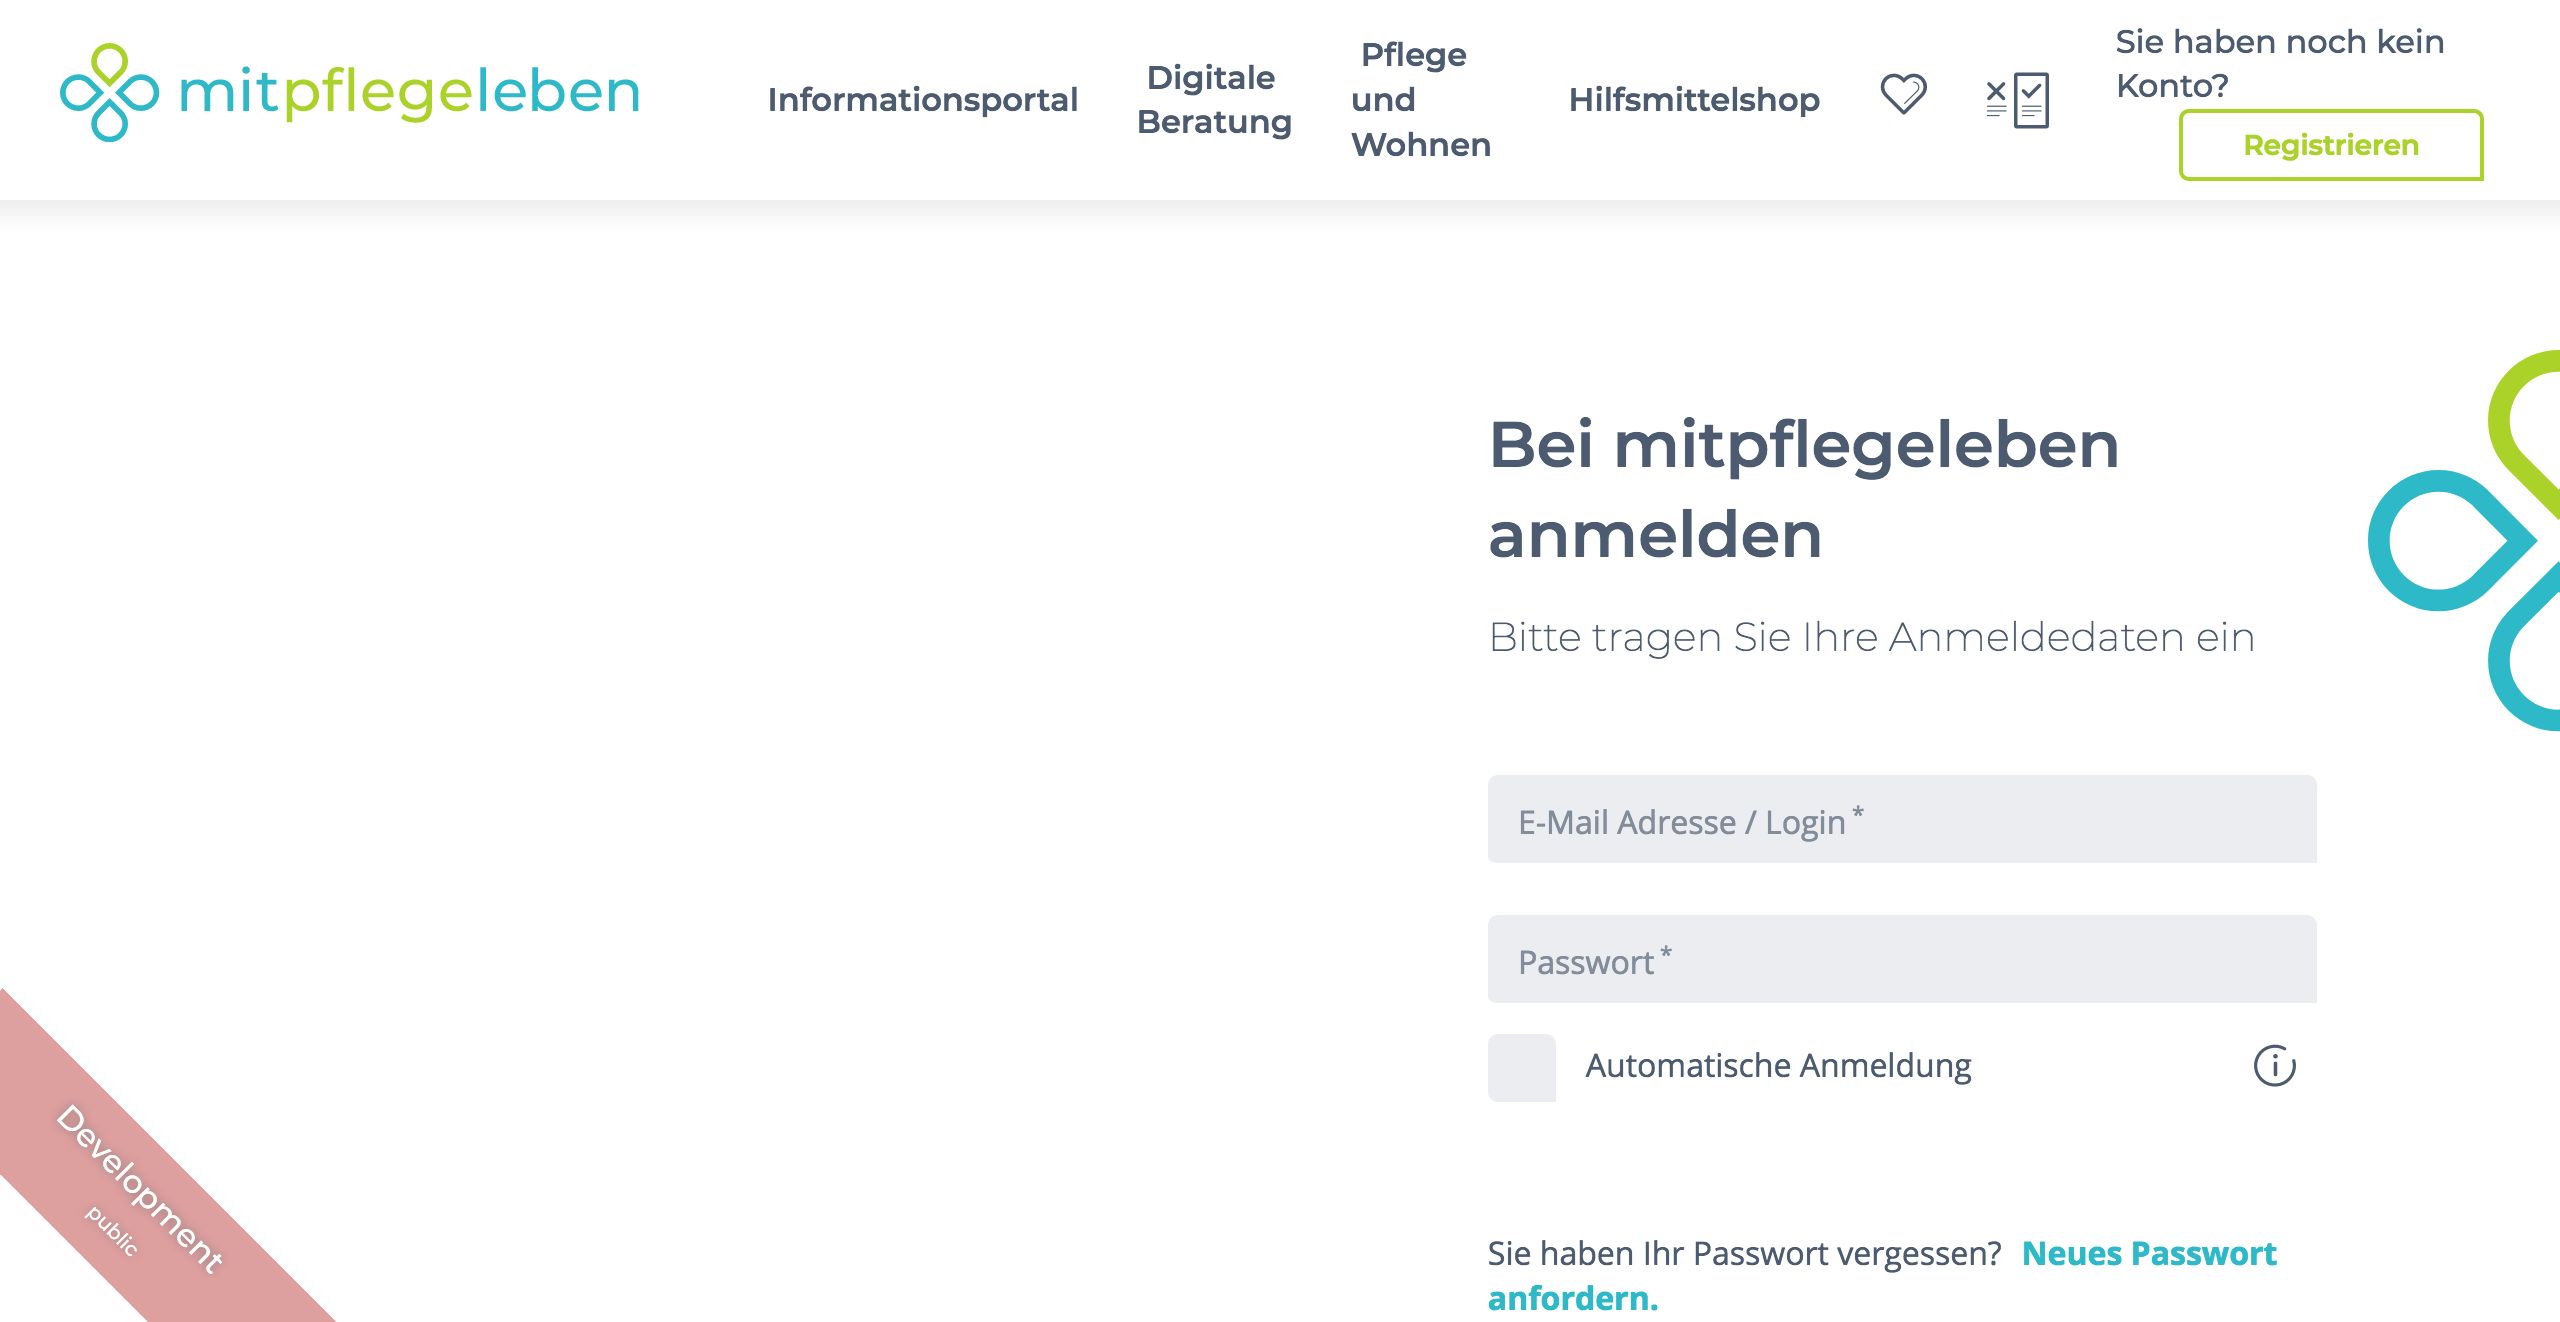 mitpflegeleben
Informationsportal
Digitale
Beratung
Pflege
und
Wohnen
Hilfsmittelshop
Sie haben noch kein
Konto?
Registrieren
Bei mitpflegeleben
anmelden
Bitte tragen Sie Ihre Anmeldedaten ein
E-Mail Adresse / Login *
Passwort *
Automatische Anmeldung
Sie haben Ihr Passwort vergessen? Neues Passwort
anfordern.
Development
public